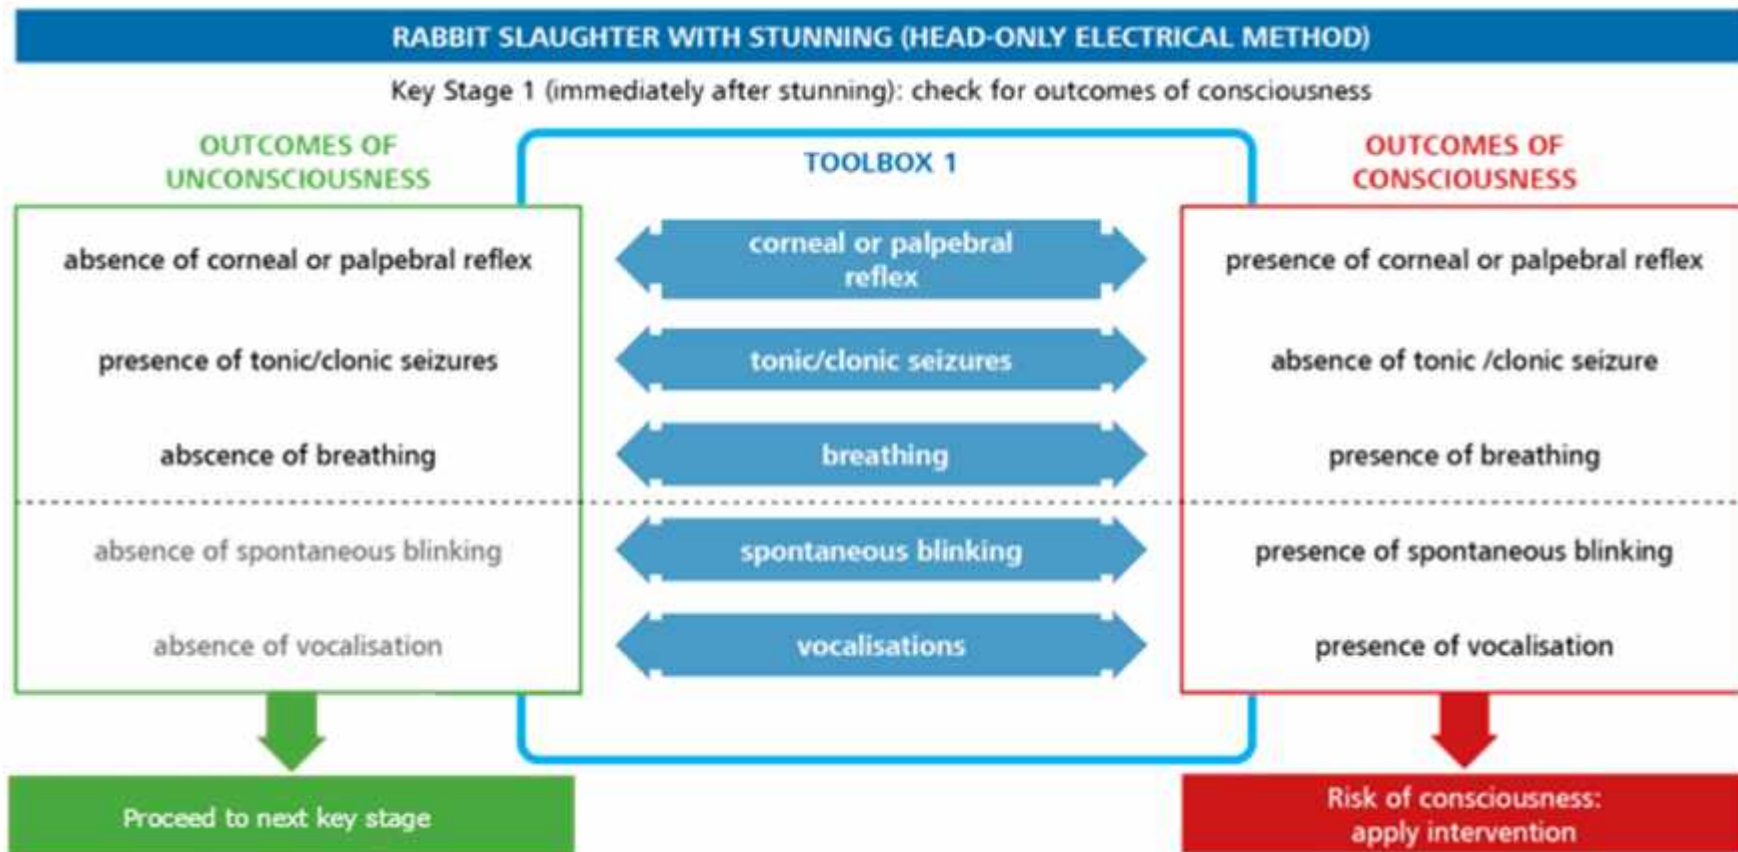 RABBIT SLAUGHTER WITH STUNNING (HEAD-ONLY ELECTRICAL METHOD)
Key Stage 1 (immediately after stunning): check for outcomes of consciousness
OUTCOMES OF
UNCONSCIOUSNESS
TOOLBOX 1
OUTCOMES OF
CONSCIOUSNESS
absence of corneal or palpebral reflex
corneal or palpebral
reflex
presence of corneal or palpebral reflex
presence of tonic/clonic seizures
tonic/clonic seizures
absence of tonic /clonic seizure
abscence of breathing
breathing
presence of breathing
absence of spontaneous blinking
spontaneous blinking
presence of spontaneous blinking
absence of vocalisation
vocalisations
presence of vocalisation
Proceed to next key stage
Risk of consciousness:
apply intervention